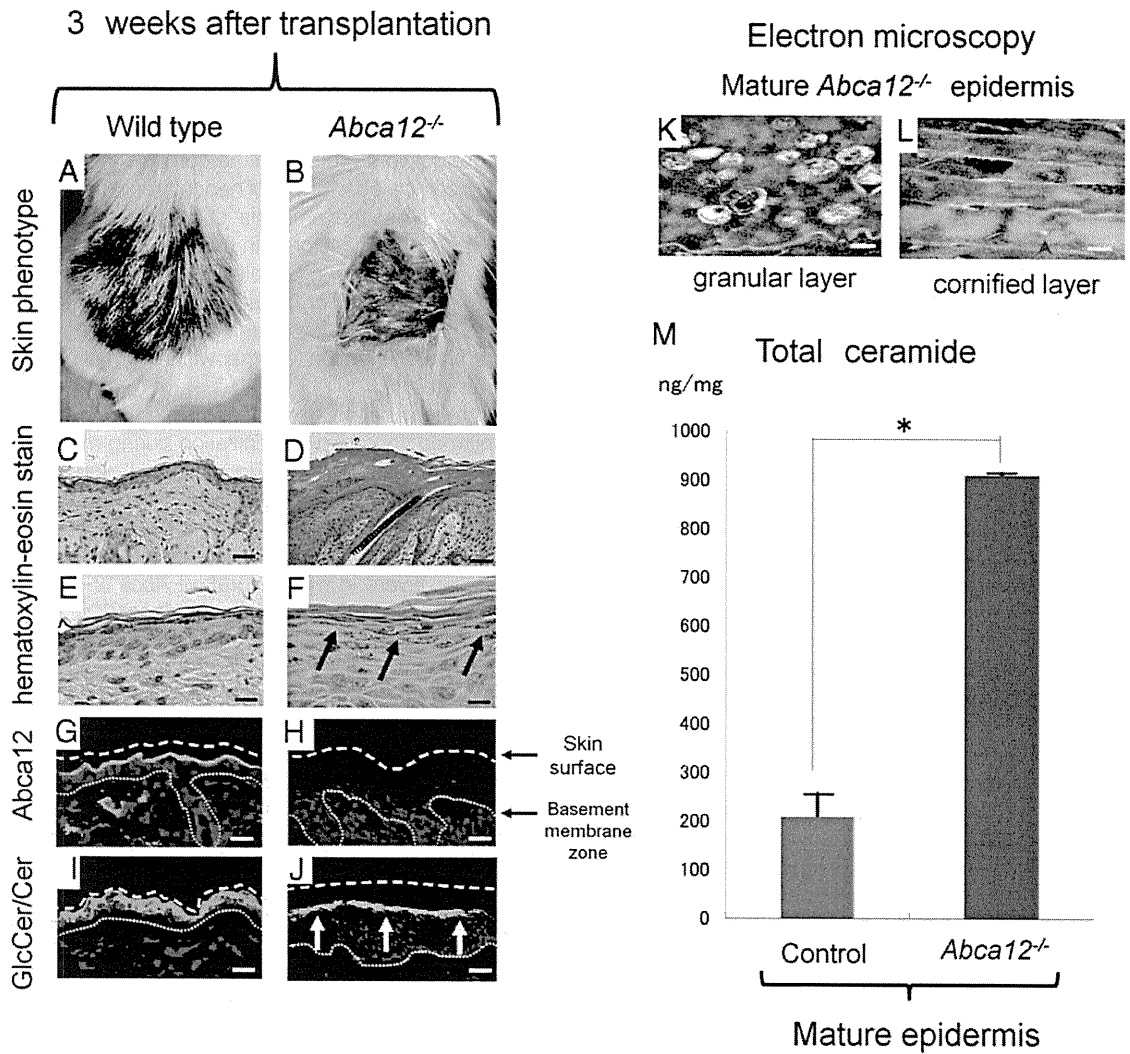 3 weeks after transplantation
Wild type
Abca12-/-
Skin phenotype
A
B
hematoxylin-eosin stain
C
D
E
F
Abca12
G
H
Skin
surface
Basement
membrane
zone
GlcCer/Cer
I
J
Electron microscopy
Mature Abca12-/- epidermis
K
L
granular layer
cornified layer
M
Total ceramide
ng/mg
*
1000
900
800
700
600
500
400
300
200
100
0
Control
Abca12-/-
Mature epidermis